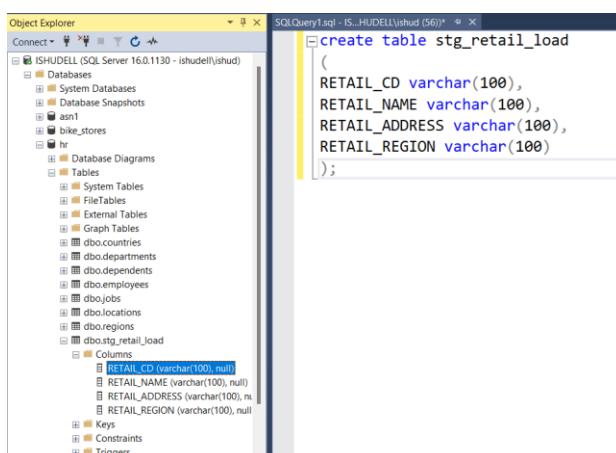 Object Explorer
Connect
ISHUDELL (SQL Server 16.0.1130 - ishudell\ishud)
Databases
System Databases
Database Snapshots
asn1
bike_stores
hr
Database Diagrams
Tables
System Tables
FileTables
External Tables
Graph Tables
dbo.countries
dbo.departments
dbo.dependents
dbo.employees
dbo.jobs
dbo.locations
dbo.regions
dbo.stg_retail_load
Columns
RETAIL_CD (varchar(100), null)
RETAIL_NAME (varchar(100), null)
RETAIL_ADDRESS (varchar(100), nu
RETAIL_REGION (varchar(100), null
Keys
Constraints
Triggers
SQLQuery1.sql - IS...HUDELL\ishud (56))*
create table stg_retail_load
(
RETAIL_CD varchar(100),
RETAIL_NAME varchar(100),
RETAIL_ADDRESS varchar(100),
RETAIL_REGION varchar(100)
);